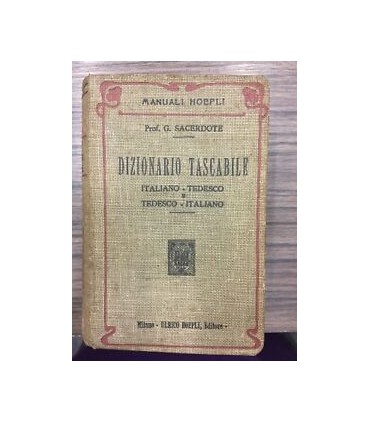 MANUALI HOEPLI
Prof. G. SACERDOTE
DIZIONARIO TASCABILE
ITALIANO - TEDESCO
E
TEDESCO - ITALIANO
Milano - ULRICO HOEPLI, Editore -